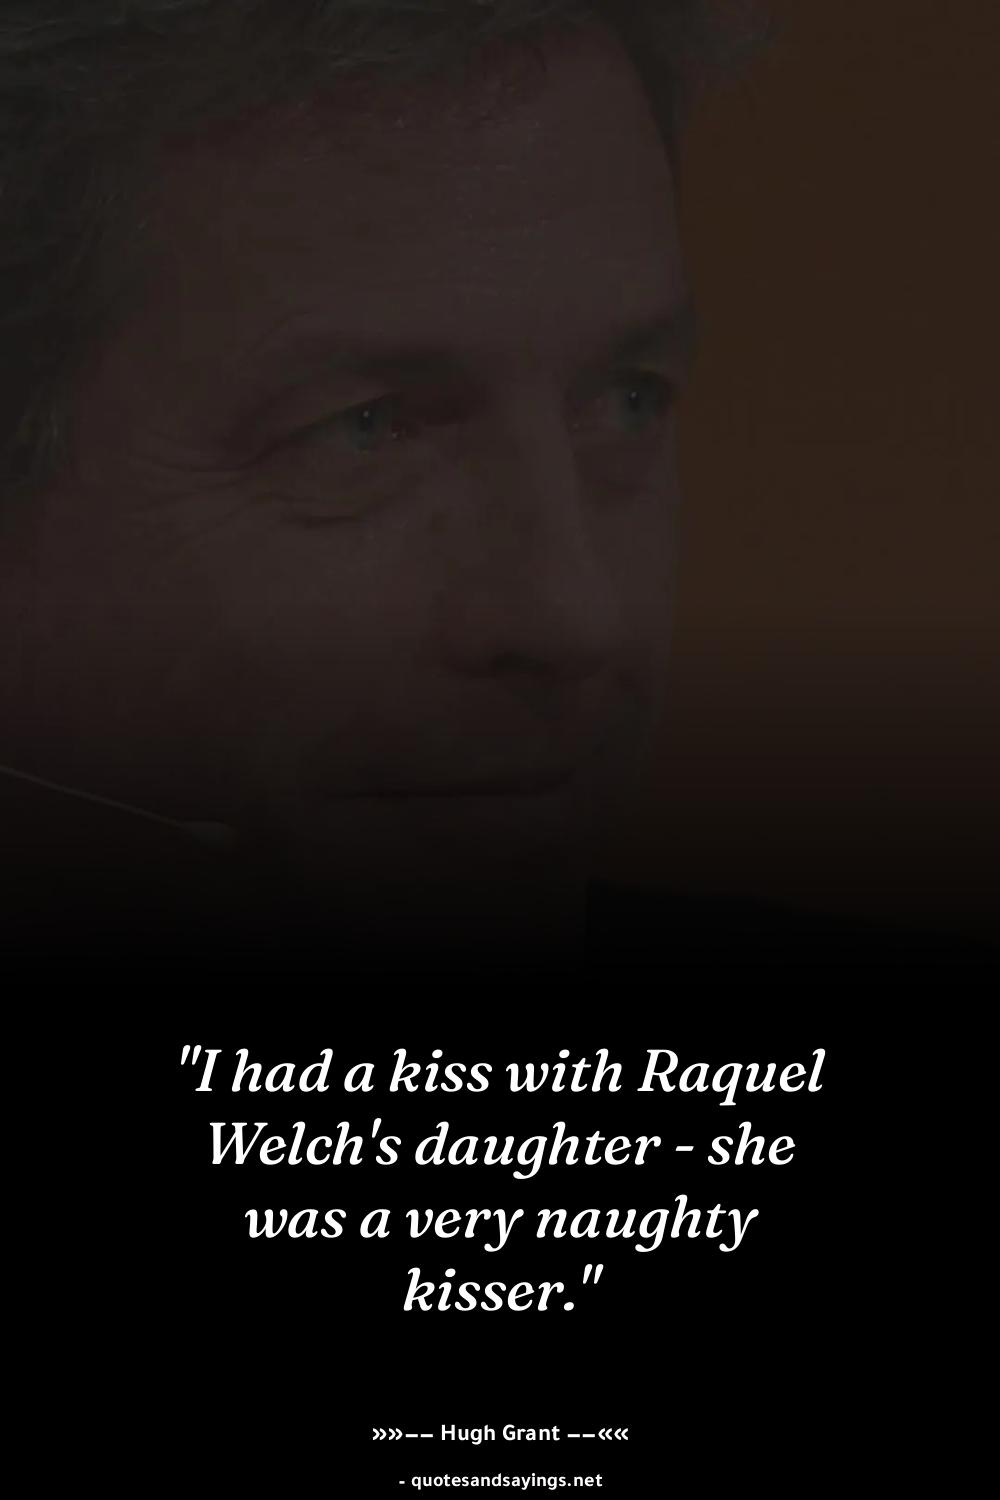 "I had a kiss with Raquel
Welch's daughter - she
was a very naughty
kisser."
»»–– Hugh Grant ––««
- quotesandsayings.net